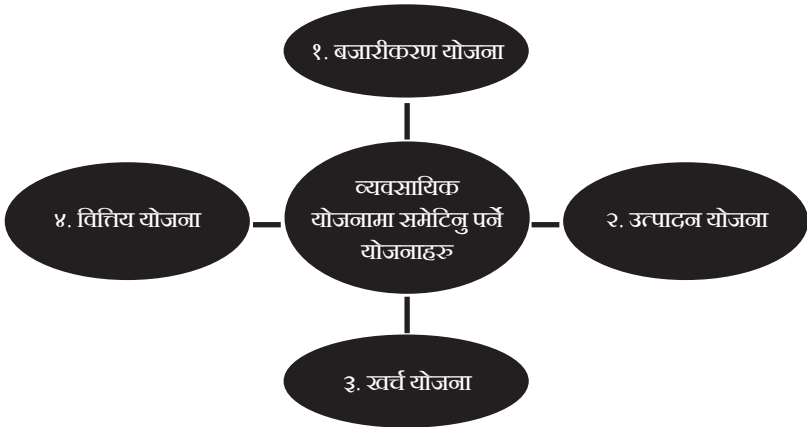 १. बजारीकरण योजना
व्यवसायिक
योजनामा समेटिनु पर्ने
योजनाहरु
४. वित्तिय योजना
२. उत्पादन योजना
३. खर्च योजना